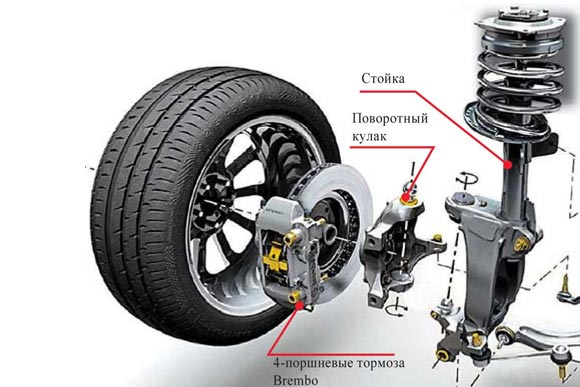 Стойка
Поворотный
кулак
4-поршневые тормоза
Brembo